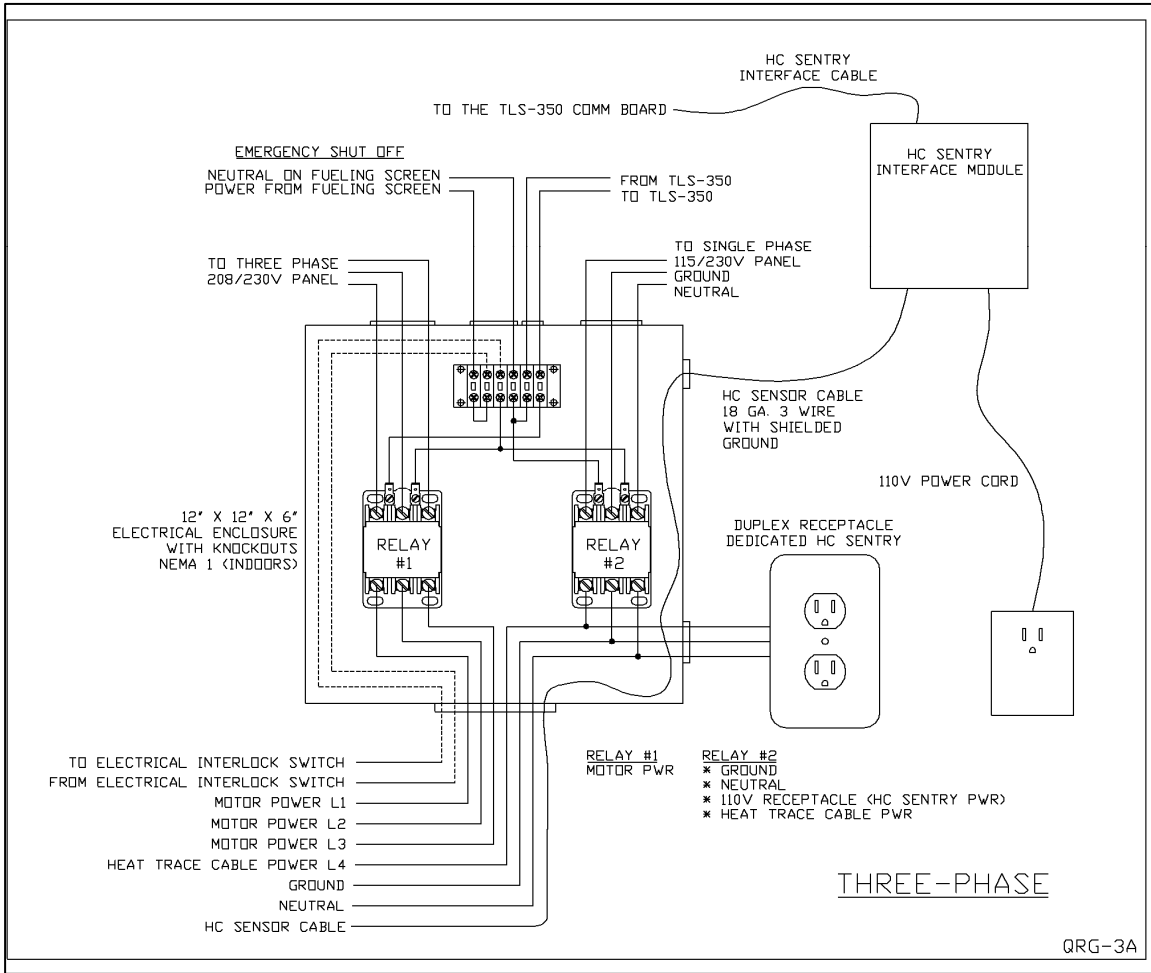 HC SENTRY
INTERFACE CABLE
TO THE TLS-350 COMM BOARD
HC SENTRY
INTERFACE MODULE
EMERGENCY SHUT OFF
NEUTRAL ON FUELING SCREEN
POWER FROM FUELING SCREEN
FROM TLS-350
TO TLS-350
TO THREE PHASE
208/230V PANEL
TO SINGLE PHASE
115/230V PANEL
GROUND
NEUTRAL
HC SENSOR CABLE
18 GA. 3 WIRE
WITH SHIELDED
GROUND
110V POWER CORD
12" X 12" X 6"
ELECTRICAL ENCLOSURE
WITH KNOCKOUTS
NEMA 1 (INDOORS)
RELAY
#1
RELAY
#2
DUPLEX RECEPTACLE
DEDICATED HC SENTRY
TO ELECTRICAL INTERLOCK SWITCH
FROM ELECTRICAL INTERLOCK SWITCH
MOTOR POWER L1
MOTOR POWER L2
MOTOR POWER L3
HEAT TRACE CABLE POWER L4
GROUND
NEUTRAL
HC SENSOR CABLE
RELAY #1
MOTOR PWR
RELAY #2
* GROUND
* NEUTRAL
* 110V RECEPTACLE (HC SENTRY PWR)
* HEAT TRACE CABLE PWR
THREE-PHASE
QRG-3A